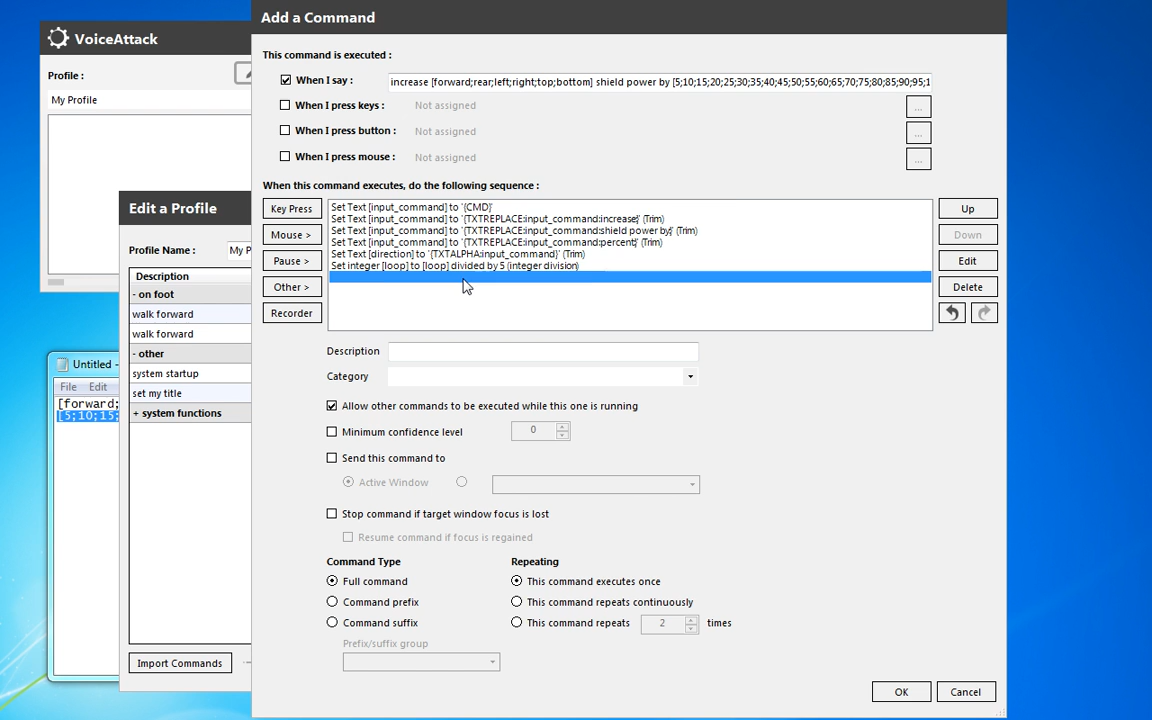 Add a Command
VoiceAttack
This command is executed :
Profile :
When I say :
increase [forward;rear;left;right;top;bottom] shield power by [5;10;15;20;25;30;35;40;45;50;55;60;65;70;75;80;85;90;95;1
My Profile
When I press keys :
Not assigned
...
When I press button :
Not assigned
...
When I press mouse :
Not assigned
...
When this command executes, do the following sequence :
Key Press
Mouse >
Pause >
Other >
Recorder
Set Text [input_command] to '{CMD}'
Set Text [input_command] to '{TXTREPLACE:input_command:increase:}' (Trim)
Set Text [input_command] to '{TXTREPLACE:input_command:shield power by:}' (Trim)
Set Text [input_command] to '{TXTREPLACE:input_command:percent:}' (Trim)
Set Text [direction] to '{TXTALPHA:input_command}' (Trim)
Set integer [loop] to [loop] divided by 5 (integer division)
Up
Down
Edit
Delete
Edit a Profile
Profile Name :
My P
Description
- on foot
walk forward
walk forward
- other
system startup
set my title
+ system functions
Import Commands
Untitled -
File Edit
[forward;
[5;10;15;
Description
Category
Allow other commands to be executed while this one is running
Minimum confidence level
0
Send this command to
Active Window
Stop command if target window focus is lost
Resume command if focus is regained
Command Type
Repeating
Full command
This command executes once
Command prefix
This command repeats continuously
Command suffix
This command repeats
2
times
Prefix/suffix group
OK
Cancel